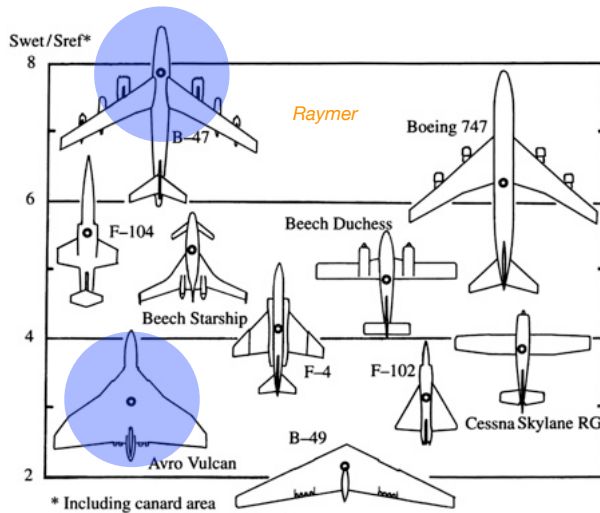 Swet/Sref*
8
Raymer
Boeing 747
B–47
6
F–104
Beech Duchess
Beech Starship
4
F–4
F–102
Cessna Skylane RG
B–49
Avro Vulcan
2
* Including canard area